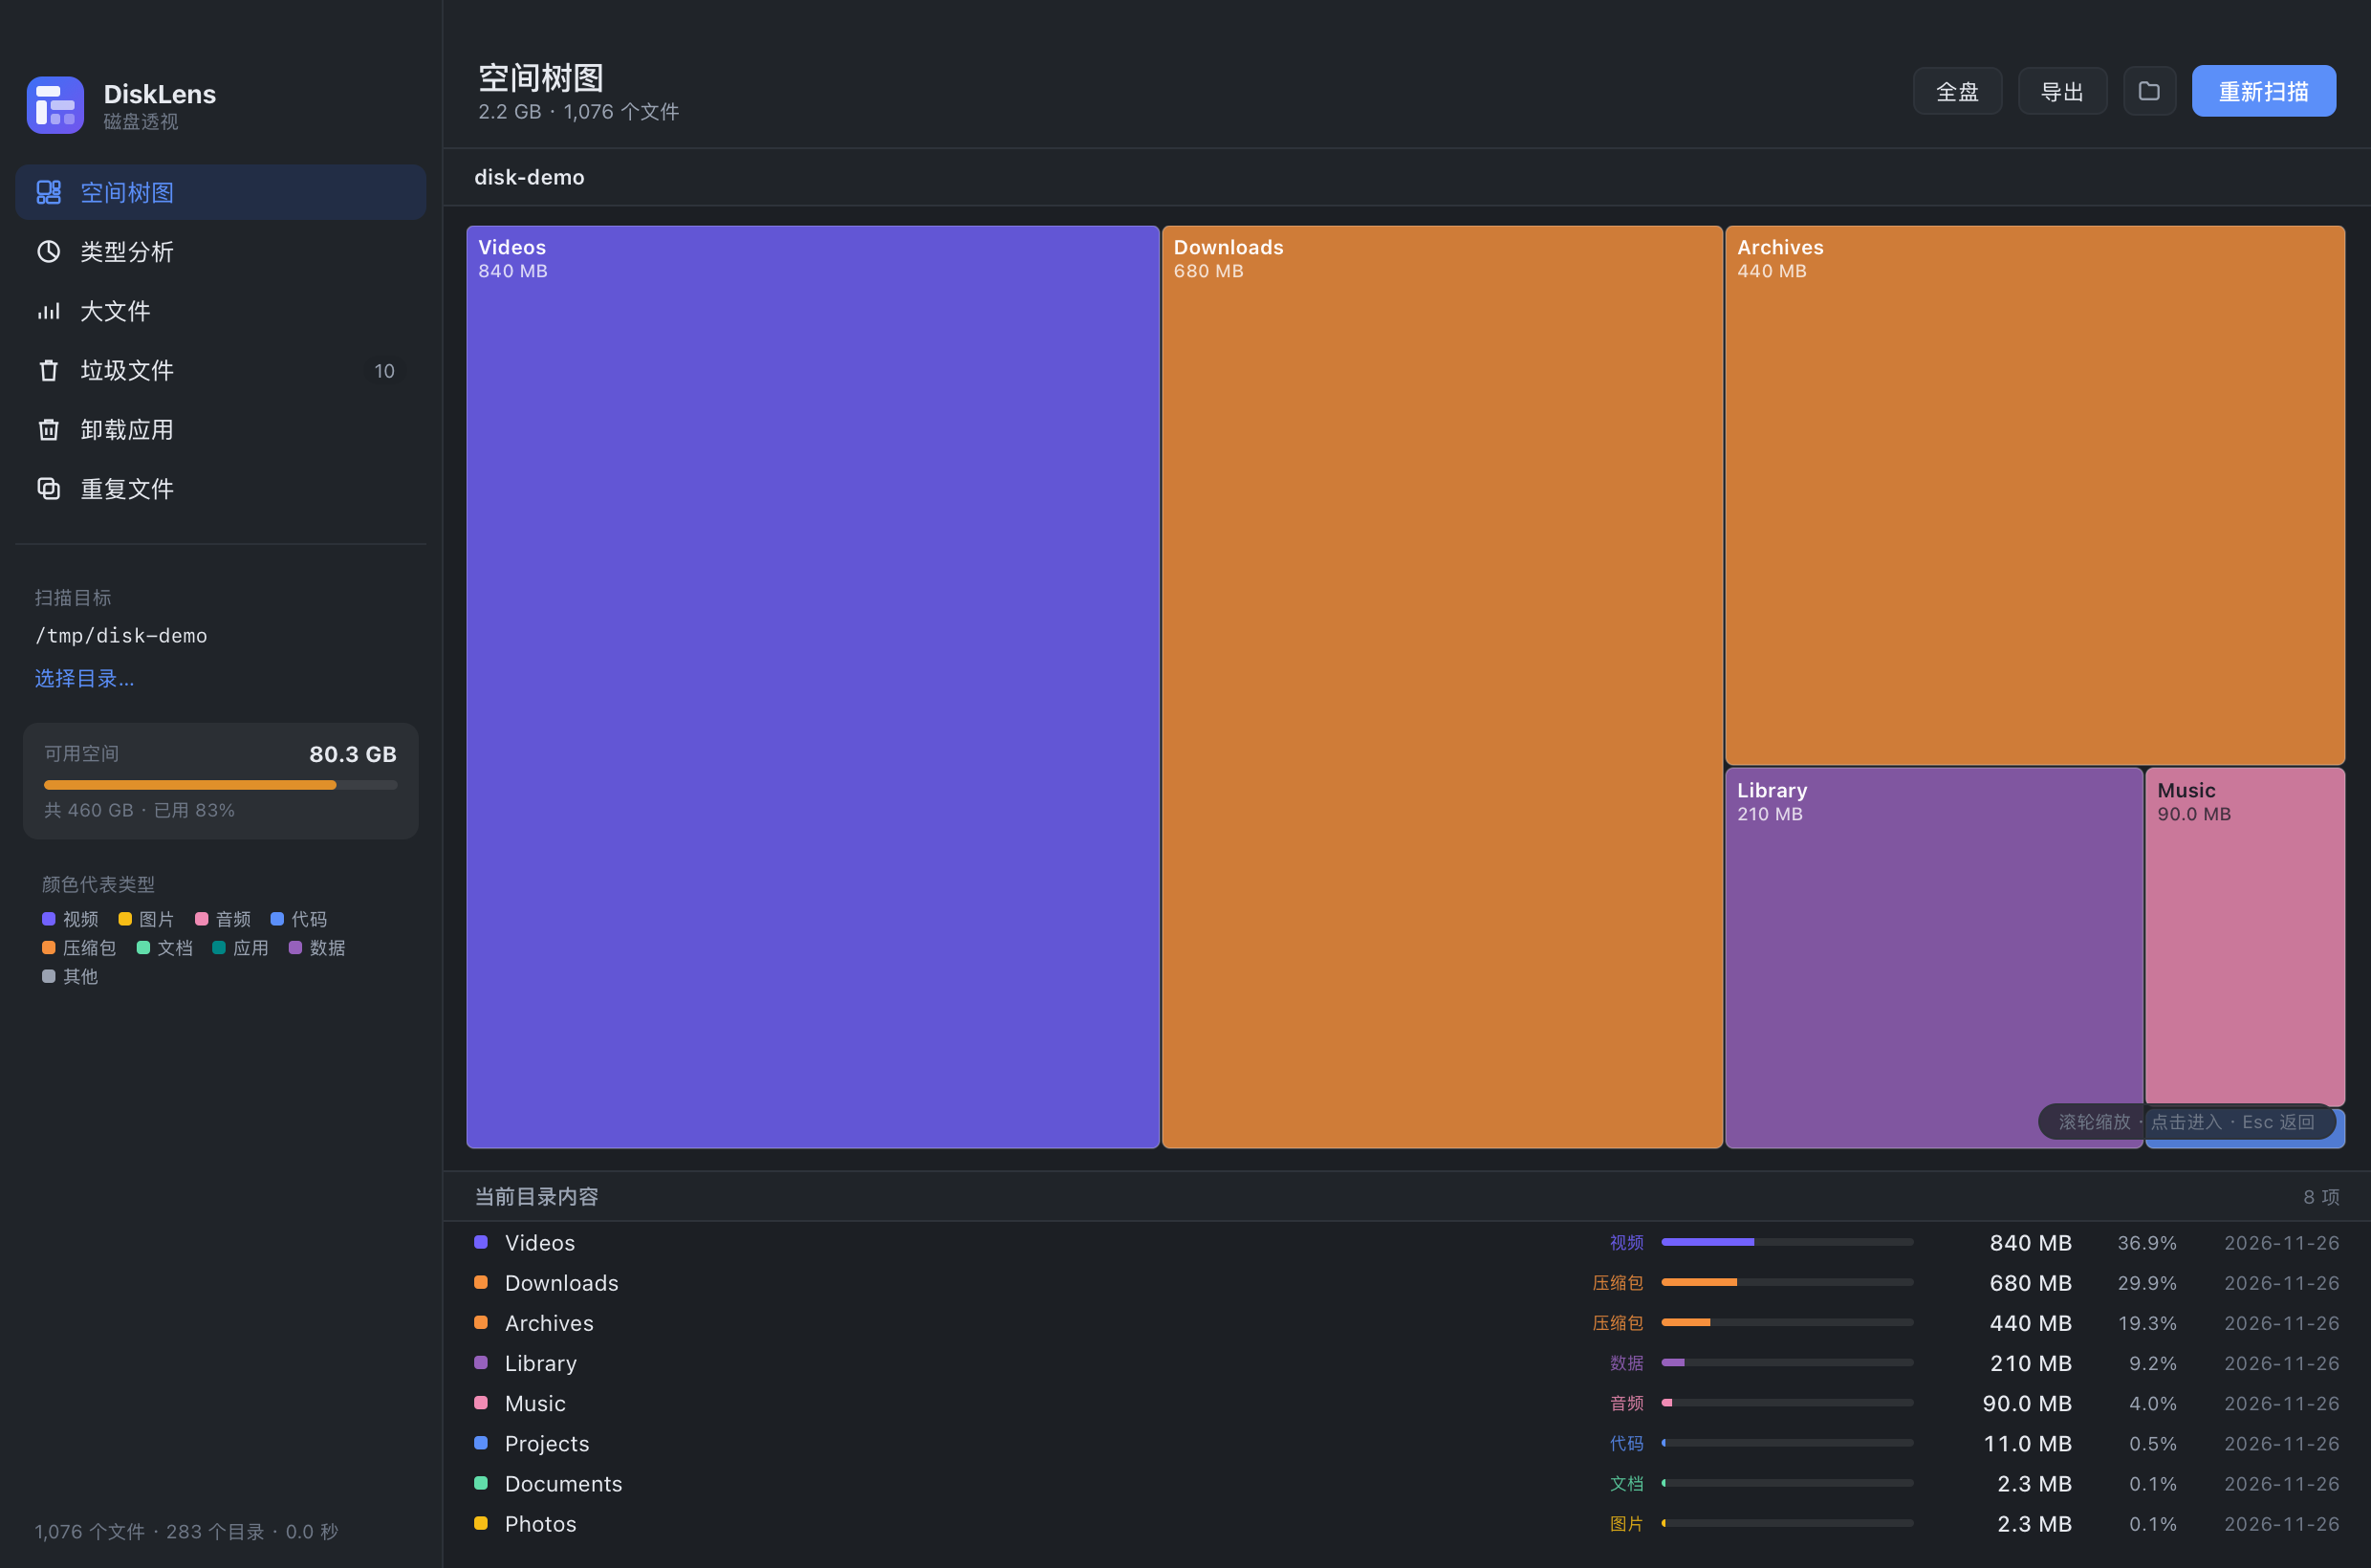 DiskLens
磁盘透视
空间树图
类型分析
大文件
垃圾文件 10
卸载应用
重复文件
扫描目标
/tmp/disk-demo
选择目录...
可用空间 80.3 GB
共 460 GB · 已用 83%
颜色代表类型
视频 图片 音频 代码
压缩包 文档 应用 数据
其他
1,076 个文件 · 283 个目录 · 0.0 秒
空间树图
2.2 GB · 1,076 个文件
全盘 导出 重新扫描
disk-demo
Videos
840 MB
Downloads
680 MB
Archives
440 MB
Library
210 MB
Music
90.0 MB
滚轮缩放 · 点击进入 · Esc 返回
当前目录内容 8 项
Videos 视频 840 MB 36.9% 2026-11-26
Downloads 压缩包 680 MB 29.9% 2026-11-26
Archives 压缩包 440 MB 19.3% 2026-11-26
Library 数据 210 MB 9.2% 2026-11-26
Music 音频 90.0 MB 4.0% 2026-11-26
Projects 代码 11.0 MB 0.5% 2026-11-26
Documents 文档 2.3 MB 0.1% 2026-11-26
Photos 图片 2.3 MB 0.1% 2026-11-26